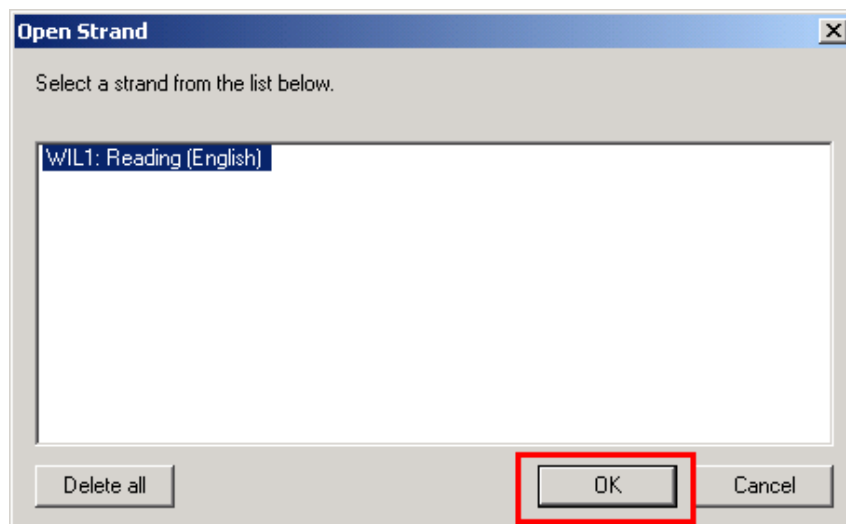 Open Strand
Select a strand from the list below.
WIL1: Reading (English)
Delete all OK Cancel